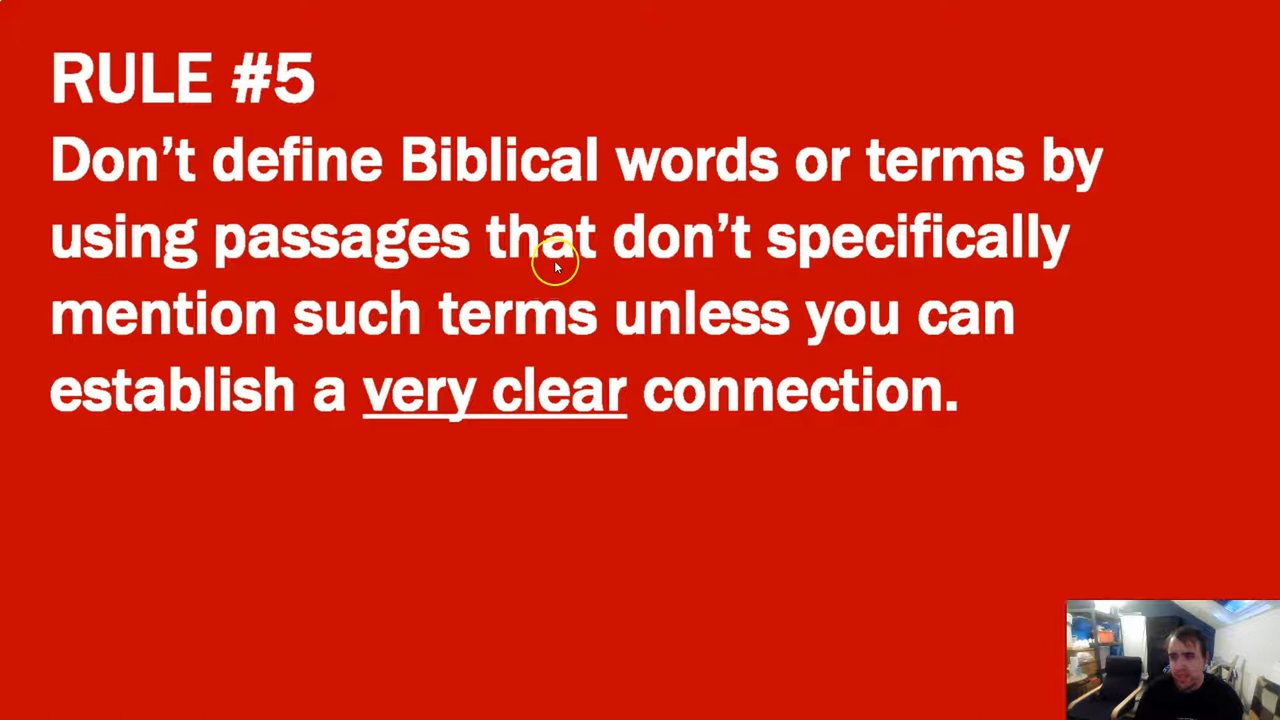 RULE #5
Don’t define Biblical words or terms by
using passages that don’t specifically
mention such terms unless you can
establish a very clear connection.